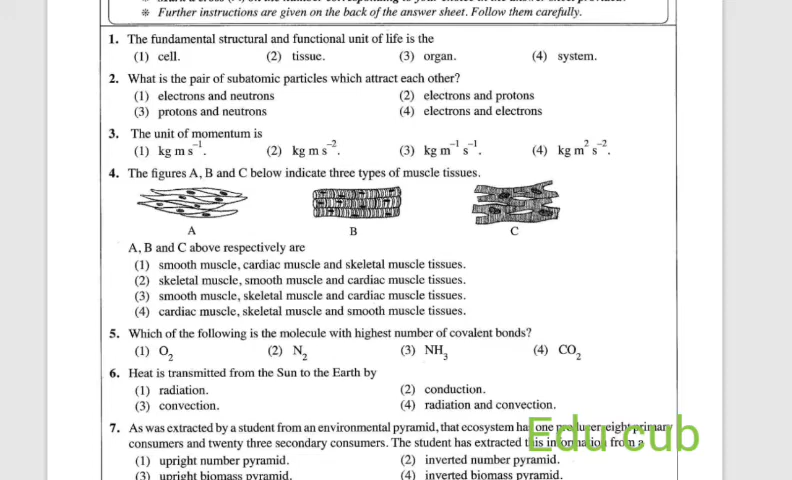 ※ Further instructions are given on the back of the answer sheet. Follow them carefully.
1. The fundamental structural and functional unit of life is the
(1) cell. (2) tissue. (3) organ. (4) system.
2. What is the pair of subatomic particles which attract each other?
(1) electrons and neutrons (2) electrons and protons
(3) protons and neutrons (4) electrons and electrons
3. The unit of momentum is
(1) kg m s⁻¹. (2) kg m s⁻². (3) kg m⁻¹ s⁻¹. (4) kg m² s⁻².
4. The figures A, B and C below indicate three types of muscle tissues.
A B C
A, B and C above respectively are
(1) smooth muscle, cardiac muscle and skeletal muscle tissues.
(2) skeletal muscle, smooth muscle and cardiac muscle tissues.
(3) smooth muscle, skeletal muscle and cardiac muscle tissues.
(4) cardiac muscle, skeletal muscle and smooth muscle tissues.
5. Which of the following is the molecule with highest number of covalent bonds?
(1) O₂ (2) N₂ (3) NH₃ (4) CO₂
6. Heat is transmitted from the Sun to the Earth by
(1) radiation. (2) conduction.
(3) convection. (4) radiation and convection.
7. As was extracted by a student from an environmental pyramid, that ecosystem has one producer, eight primary
consumers and twenty three secondary consumers. The student has extracted this information from a
(1) upright number pyramid. (2) inverted number pyramid.
(3) upright biomass pyramid. (4) inverted biomass pyramid.
Edu cub